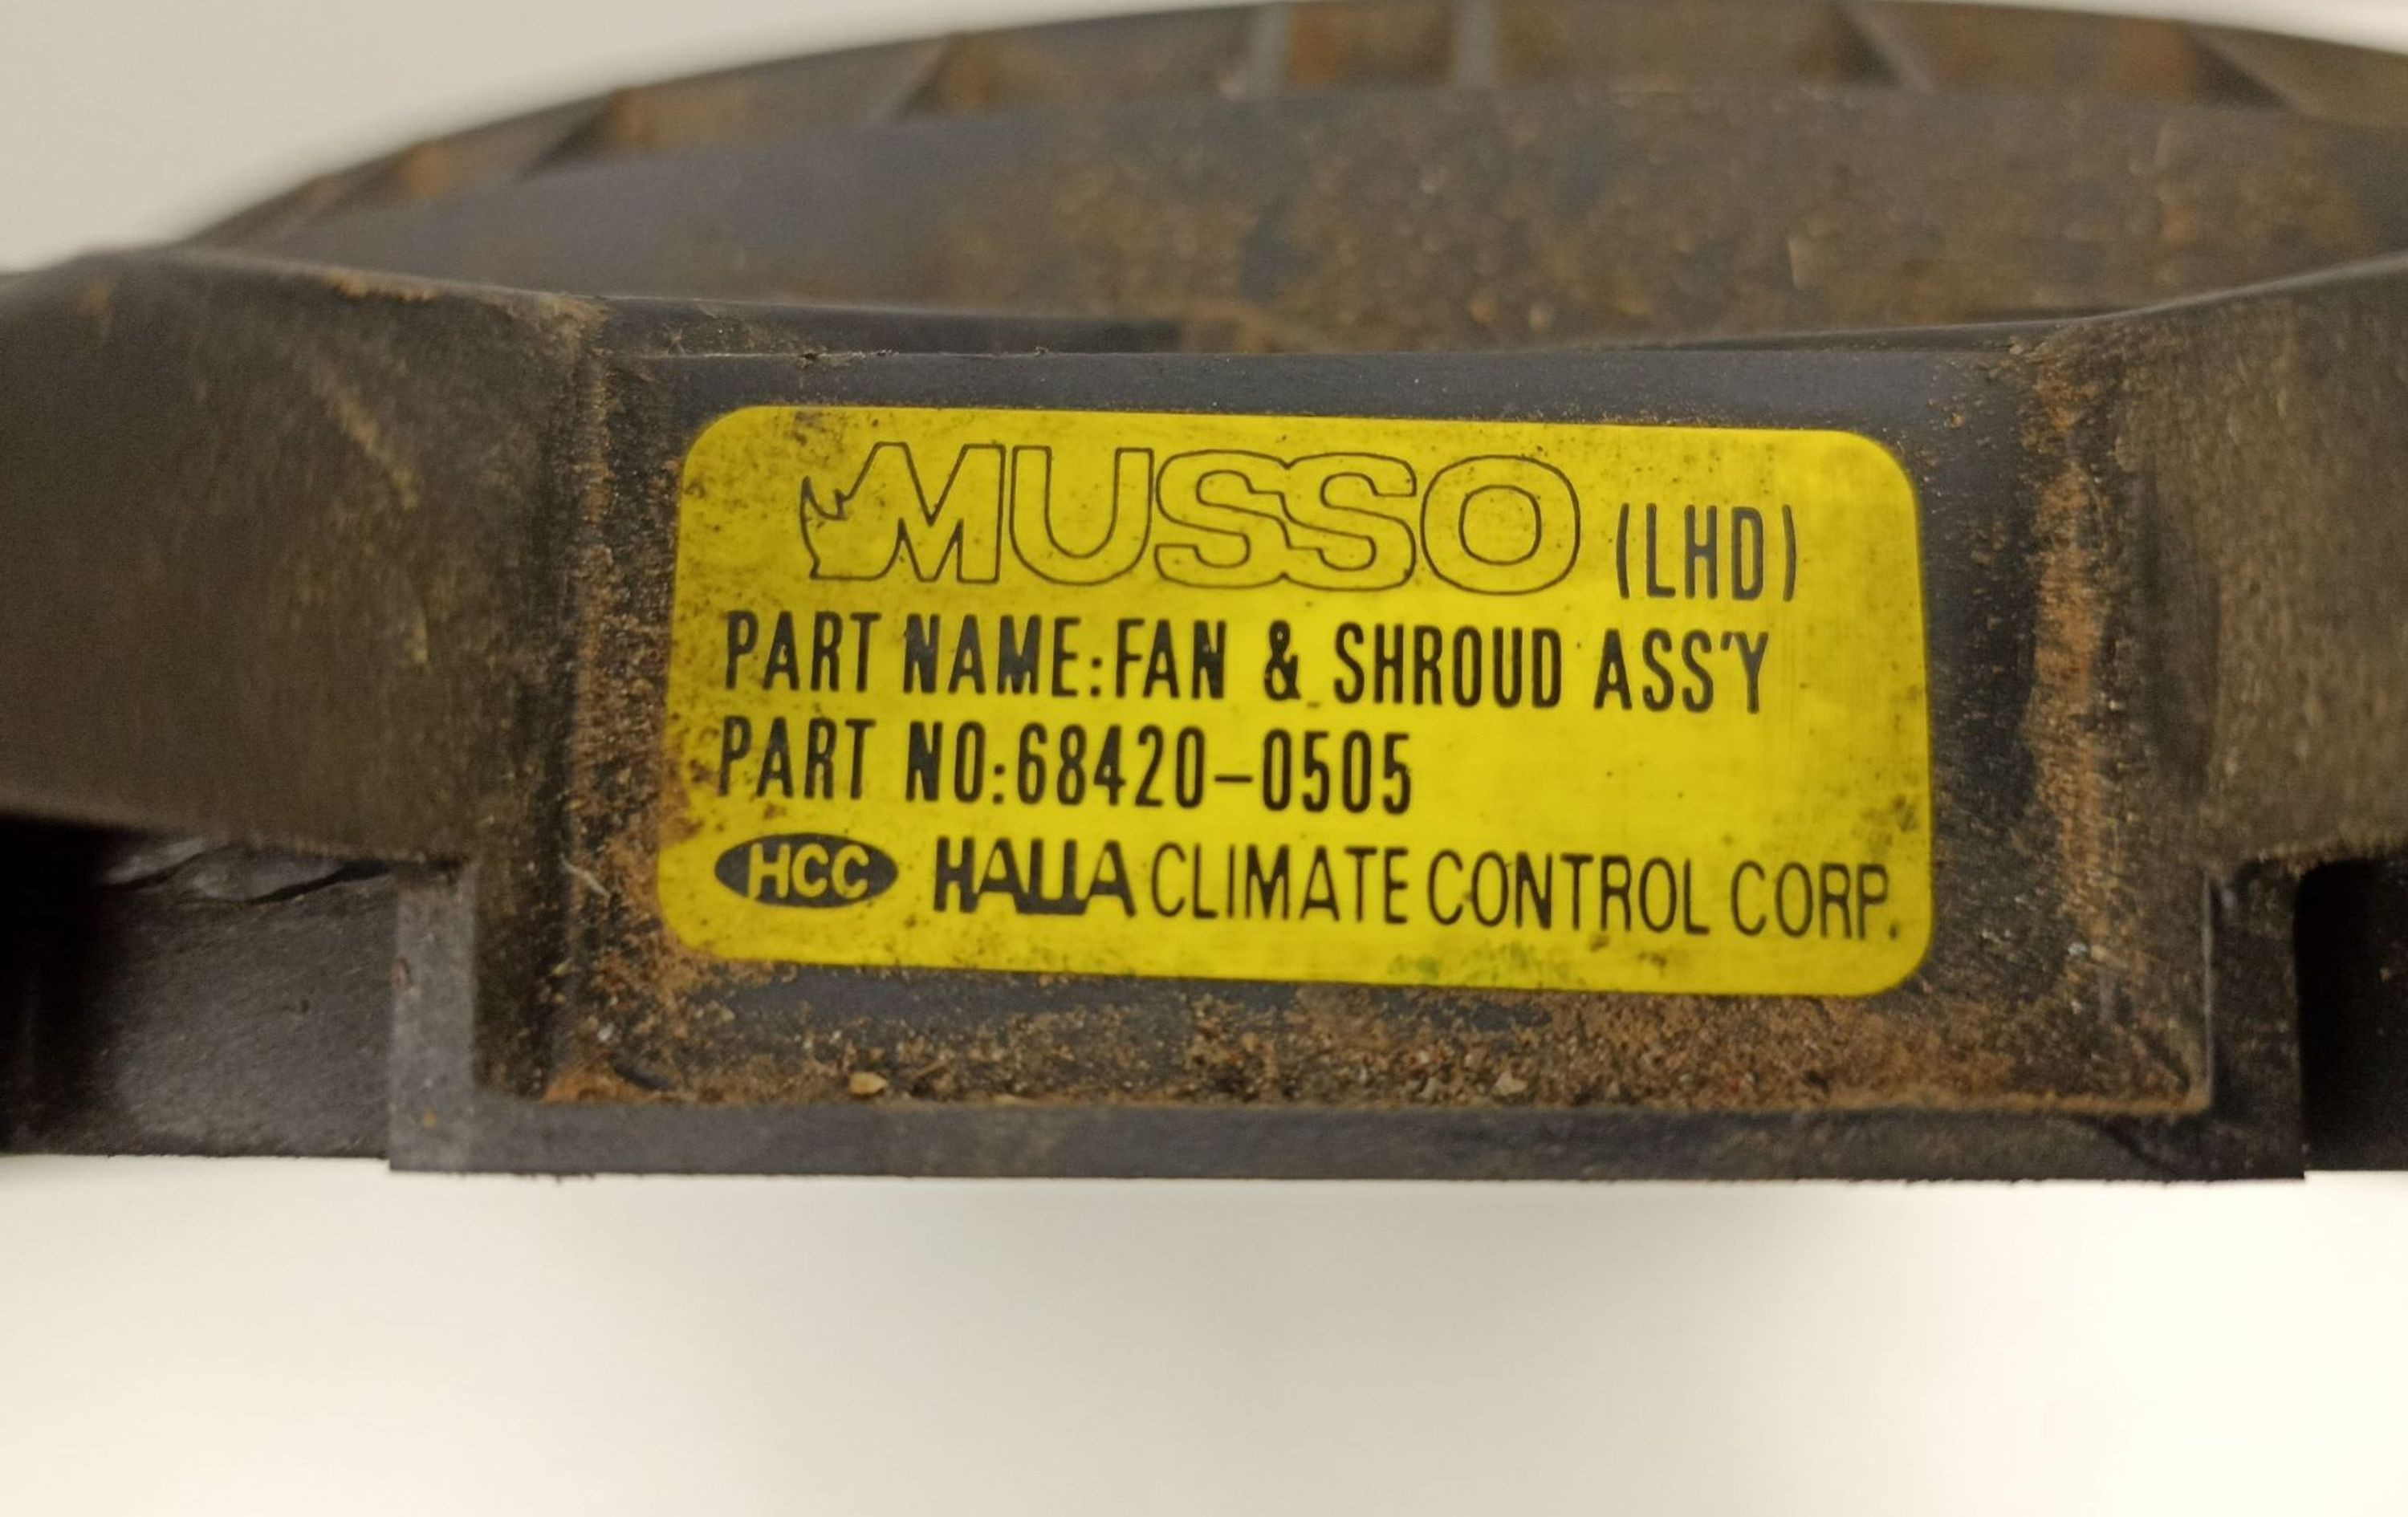 MUSSO (LHD)
PART NAME:FAN & SHROUD ASS'Y
PART NO:68420-0505
HCC HALLA CLIMATE CONTROL CORP.